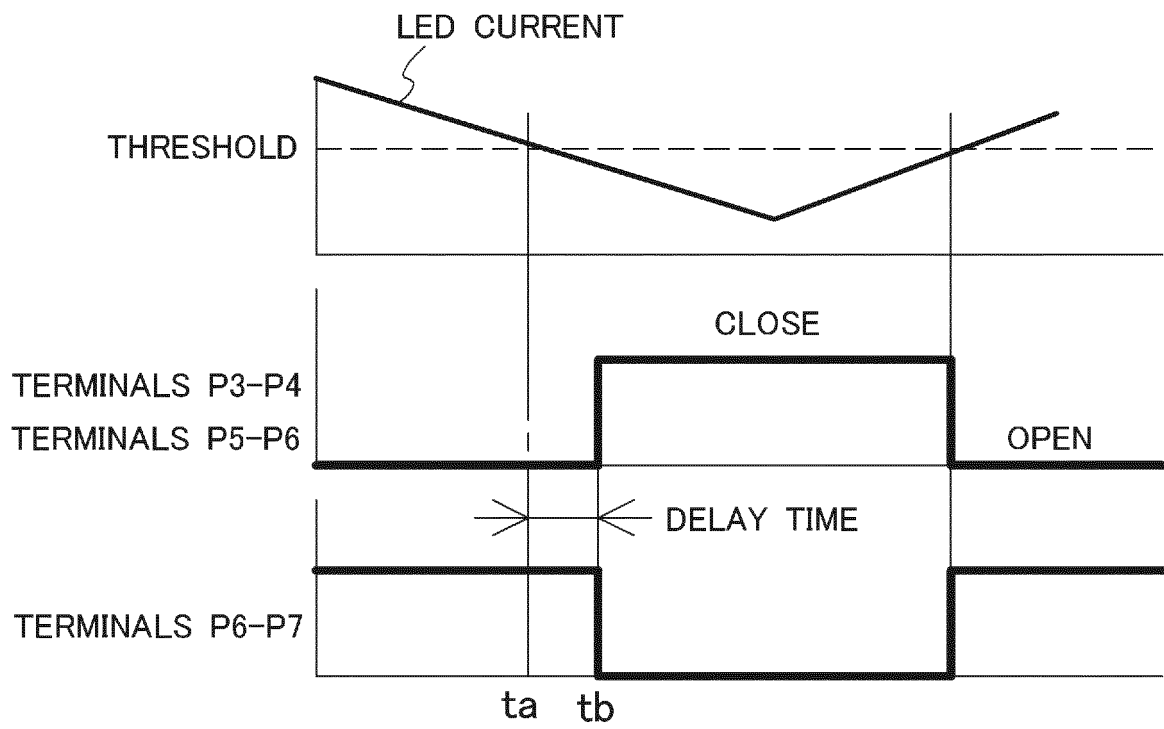 LED CURRENT
THRESHOLD
CLOSE
TERMINALS P3-P4
TERMINALS P5-P6
OPEN
DELAY TIME
TERMINALS P6-P7
ta tb